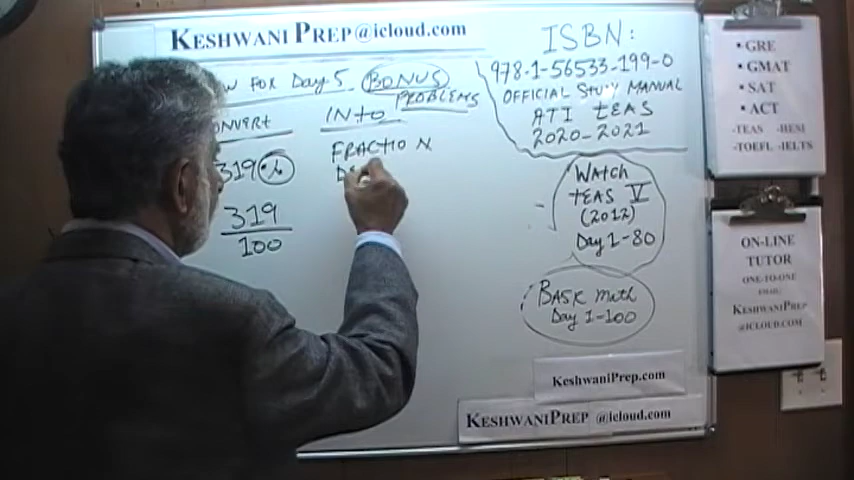 KESHWANI PREP@icloud.com
FOR Day 5 BONUS
PROBLEMS
CONVERT INTO
319 % FRACTION
319
100
ISBN:
978-1-56533-199-0
OFFICIAL STUDY MANUAL
ATI TEAS
2020-2021
WATCH
TEAS V
(2012)
Day 1-80
BASIC math
Day 1-100
KESHWANIPREP.COM
KESHWANIPREP @icloud.com
• GRE
• GMAT
• SAT
• ACT
-TEAS -HESI
-TOEFL -IELTS
ON-LINE
TUTOR
ONE-TO-ONE
EMAIL:
KESHWANIPREP
@ICLOUD.COM